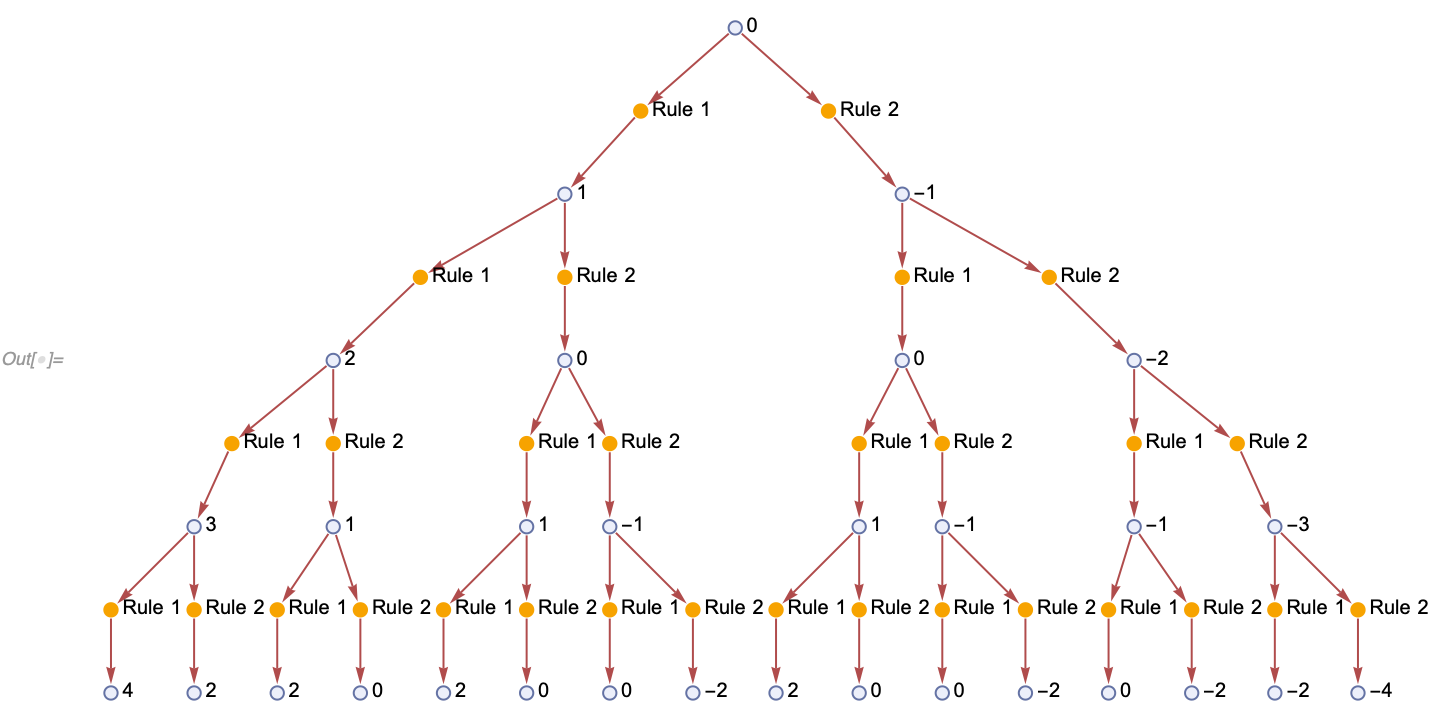 0
Rule 1 Rule 2
1 −1
Rule 1 Rule 2 Rule 1 Rule 2
Out[•]=
2 0 0 −2
Rule 1 Rule 2 Rule 1 Rule 2 Rule 1 Rule 2 Rule 1 Rule 2
3 1 1 −1 1 −1 −1 −3
Rule 1 Rule 2 Rule 1 Rule 2 Rule 1 Rule 2 Rule 1 Rule 2 Rule 1 Rule 2 Rule 1 Rule 2 Rule 1 Rule 2 Rule 1 Rule 2
4 2 2 0 2 0 0 −2 2 0 0 −2 0 −2 −2 −4